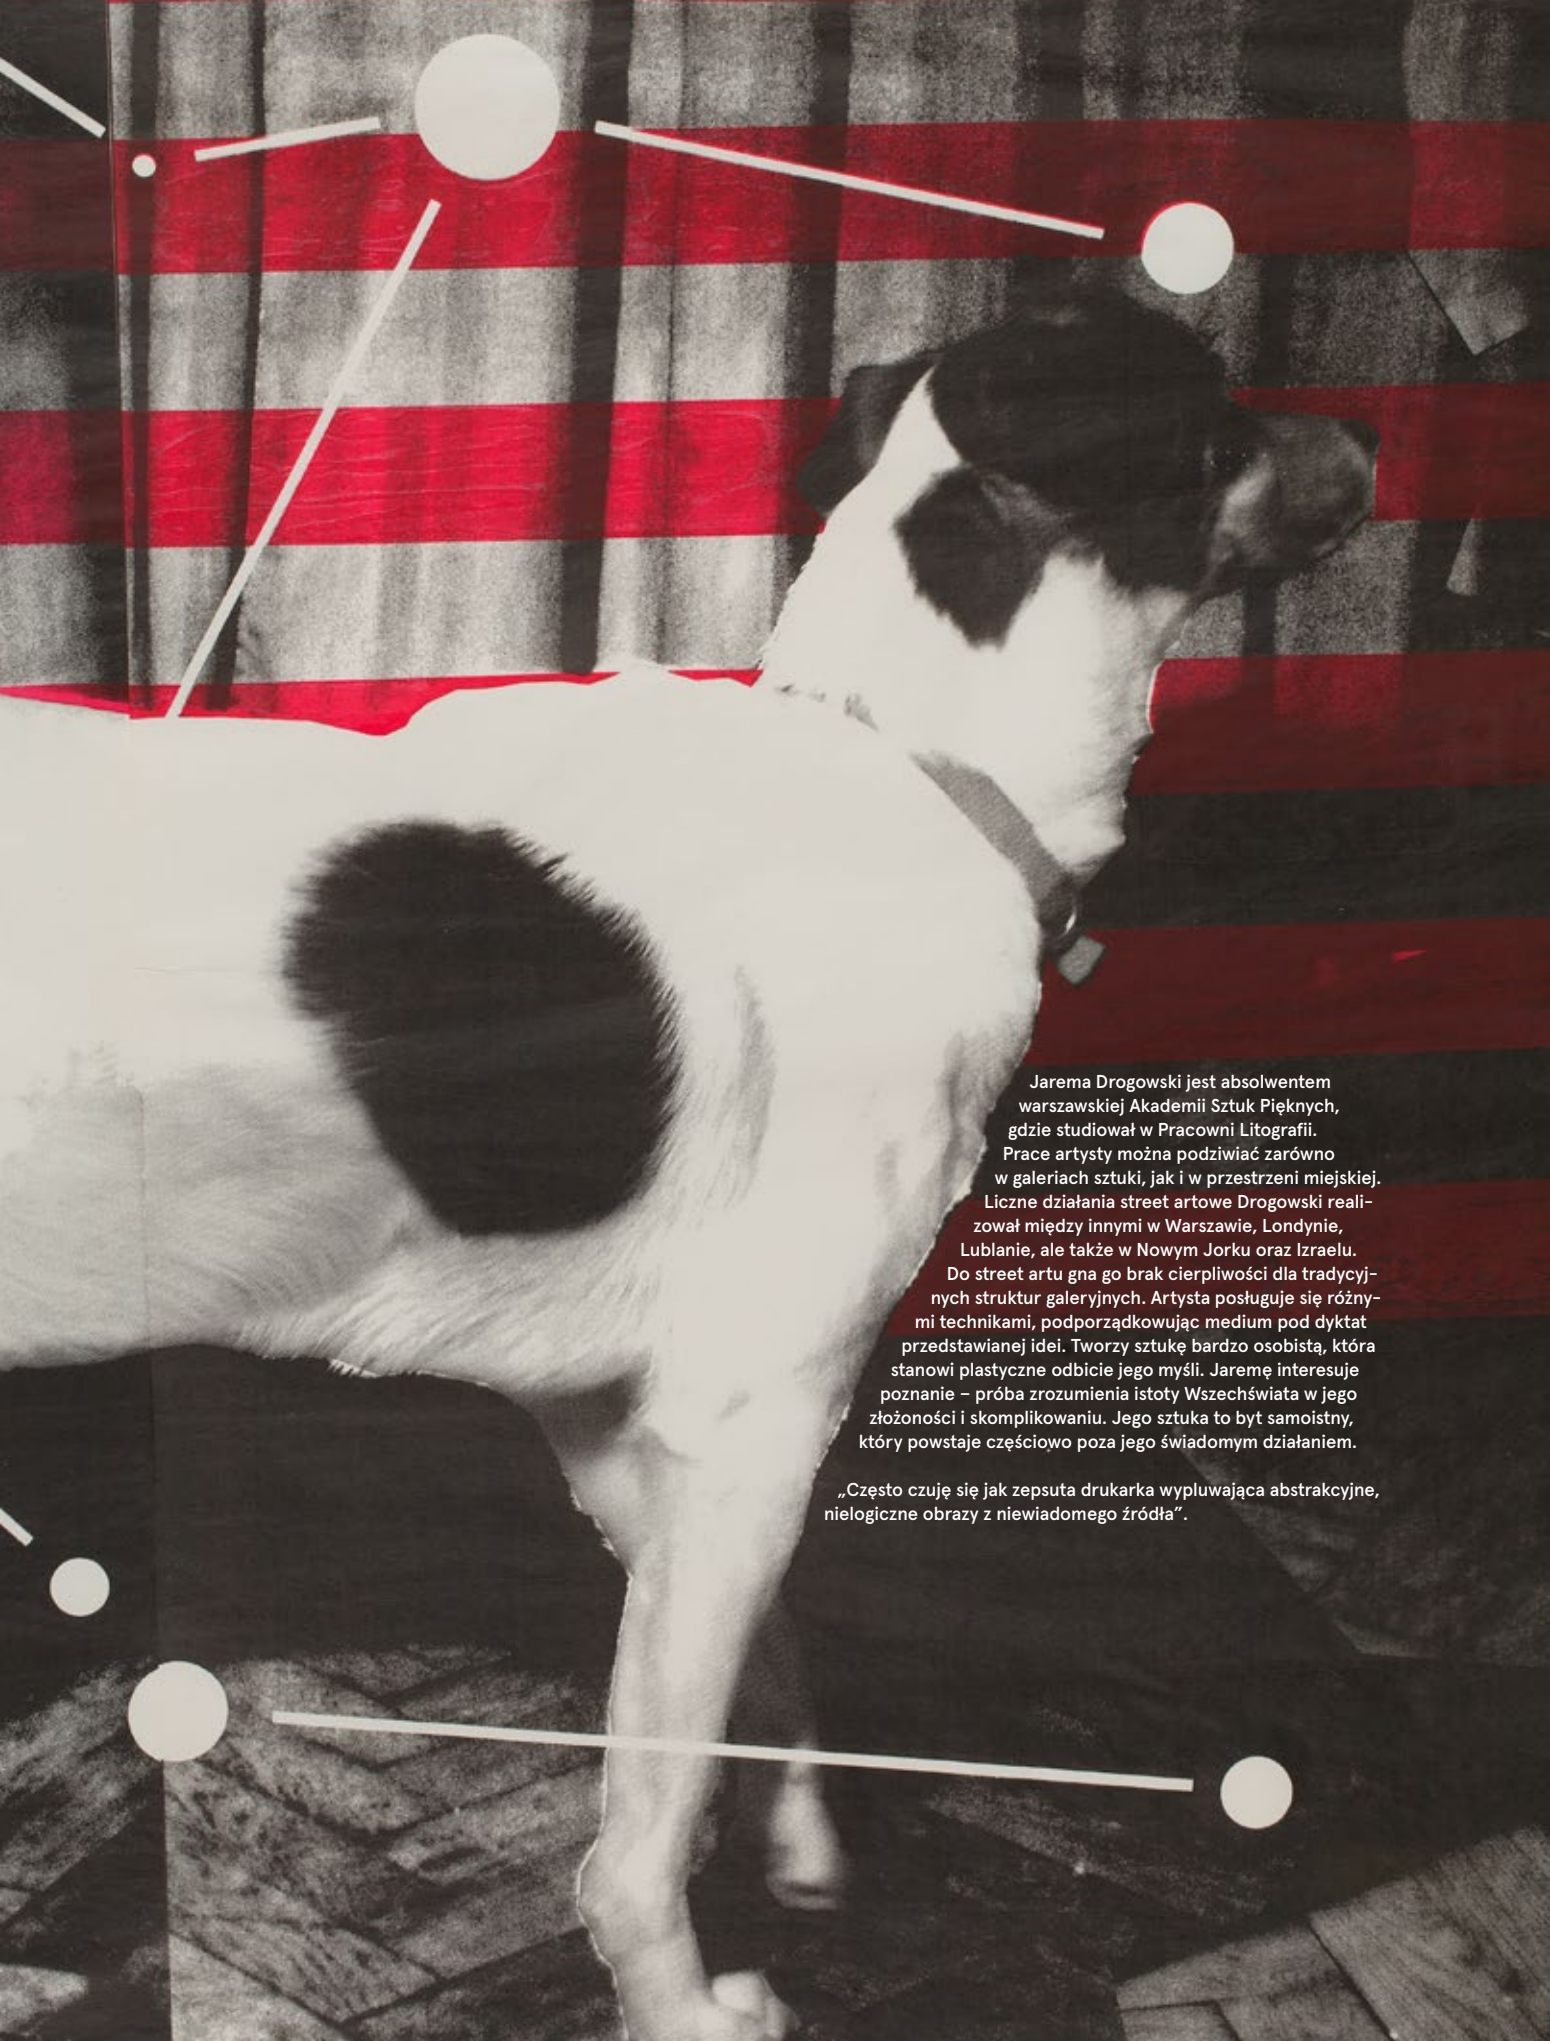 Jarema Drogowski jest absolwentem
warszawskiej Akademii Sztuk Pięknych,
gdzie studiował w Pracowni Litografii.
Prace artysty można podziwiać zarówno
w galeriach sztuki, jak i w przestrzeni miejskiej.
Liczne działania street artowe Drogowski reali-
zował między innymi w Warszawie, Londynie,
Lublanie, ale także w Nowym Jorku oraz Izraelu.
Do street artu gna go brak cierpliwości dla tradycyj-
nych struktur galeryjnych. Artysta posługuje się różny-
mi technikami, podporządkowując medium pod dyktat
przedstawianej idei. Tworzy sztukę bardzo osobistą, która
stanowi plastyczne odbicie jego myśli. Jaremę interesuje
poznanie – próba zrozumienia istoty Wszechświata w jego
złożoności i skomplikowaniu. Jego sztuka to byt samoistny,
który powstaje częściowo poza jego świadomym działaniem.
„Często czuję się jak zepsuta drukarka wypluwająca abstrakcyjne,
nielogiczne obrazy z niewiadomego źródła”.